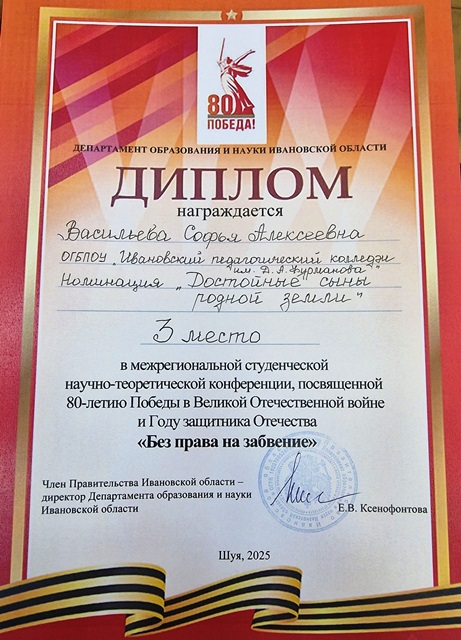 80
ПОБЕДА!
ДЕПАРТАМЕНТ ОБРАЗОВАНИЯ И НАУКИ ИВАНОВСКОЙ ОБЛАСТИ
ДИПЛОМ
награждается
Васильева Софья Алексеевна
ОГБПОУ „Ивановский педагогический колледж
им. Д. А. Фурманова"
Номинация „Достойные сыны
родной земли"
3 место
в межрегиональной студенческой
научно-теоретической конференции, посвященной
80-летию Победы в Великой Отечественной войне
и Году защитника Отечества
«Без права на забвение»
Член Правительства Ивановской области –
директор Департамента образования и науки
Ивановской области
Е.В. Ксенофонтова
Шуя, 2025